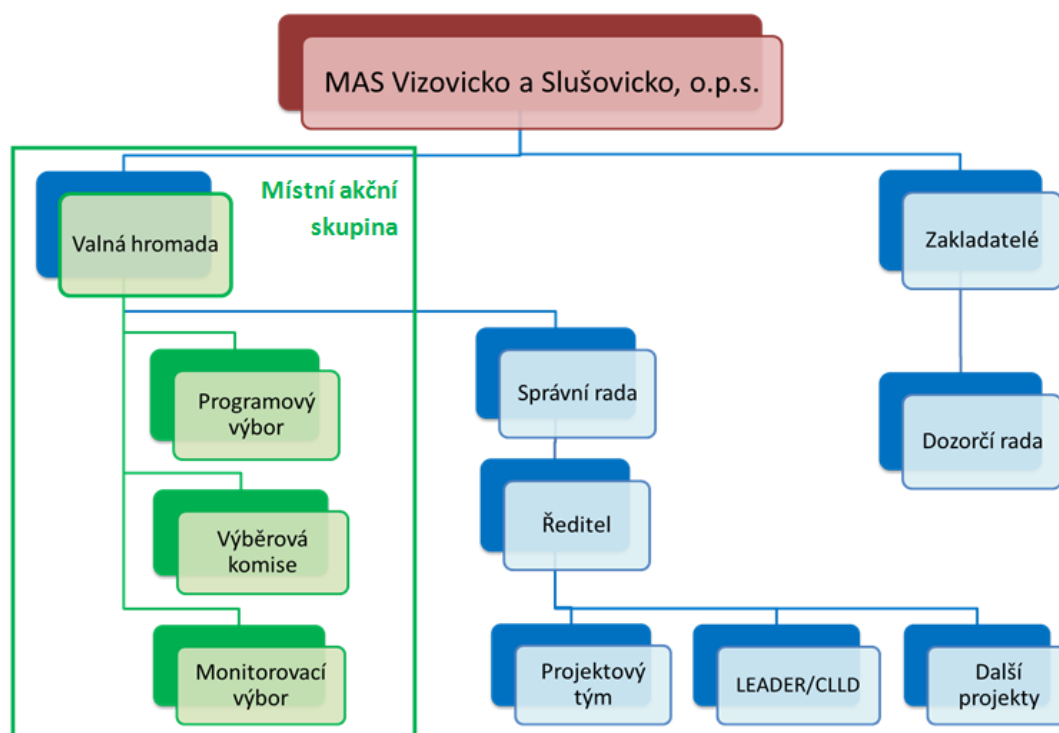 MAS Vizovicko a Slušovicko, o.p.s.
Místní akční
skupina
Valná hromada
Zakladatelé
Programový
výbor
Správní rada
Dozorčí rada
Výběrová
komise
Ředitel
Monitorovací
výbor
Projektový
tým
LEADER/CLLD
Další
projekty